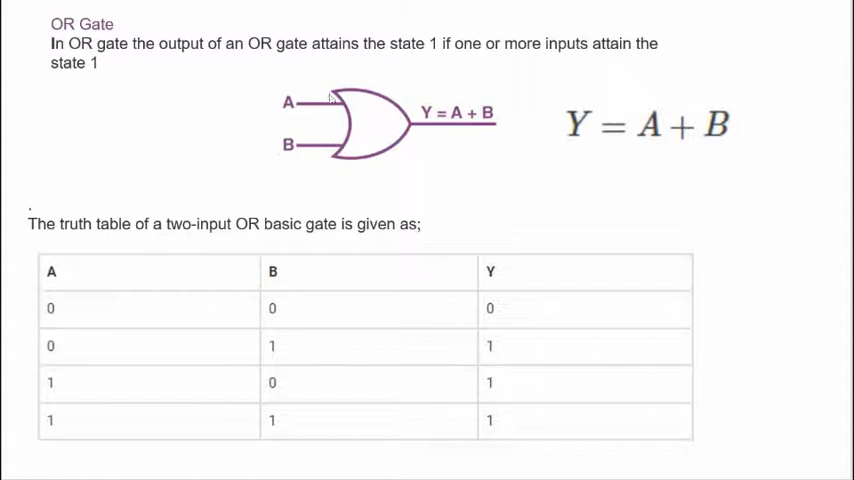 OR Gate
In OR gate the output of an OR gate attains the state 1 if one or more inputs attain the
state 1
A
Y = A + B
Y = A + B
B
.
The truth table of a two-input OR basic gate is given as;
A B Y
0 0 0
0 1 1
1 0 1
1 1 1